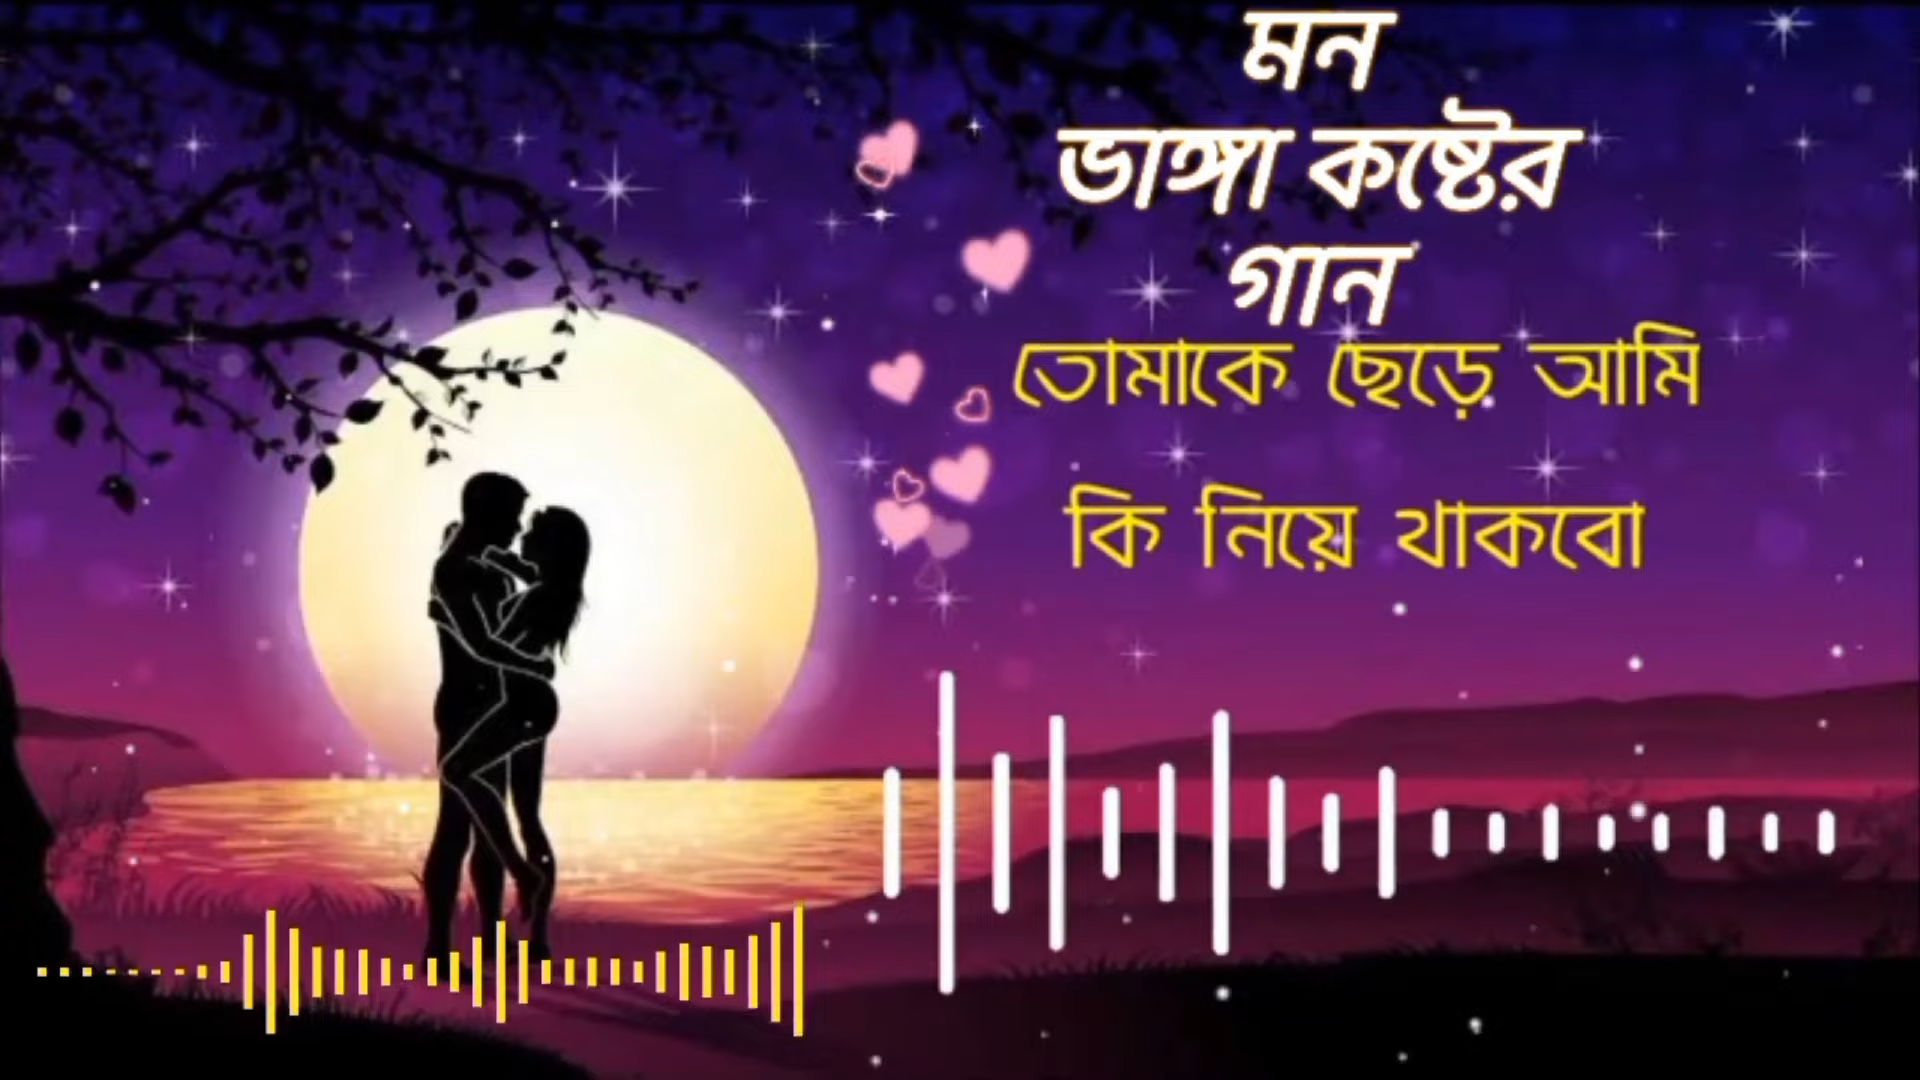 মন
ভাঙ্গা কষ্টের
গান
তোমাকে ছেড়ে আমি
কি নিয়ে থাকবো